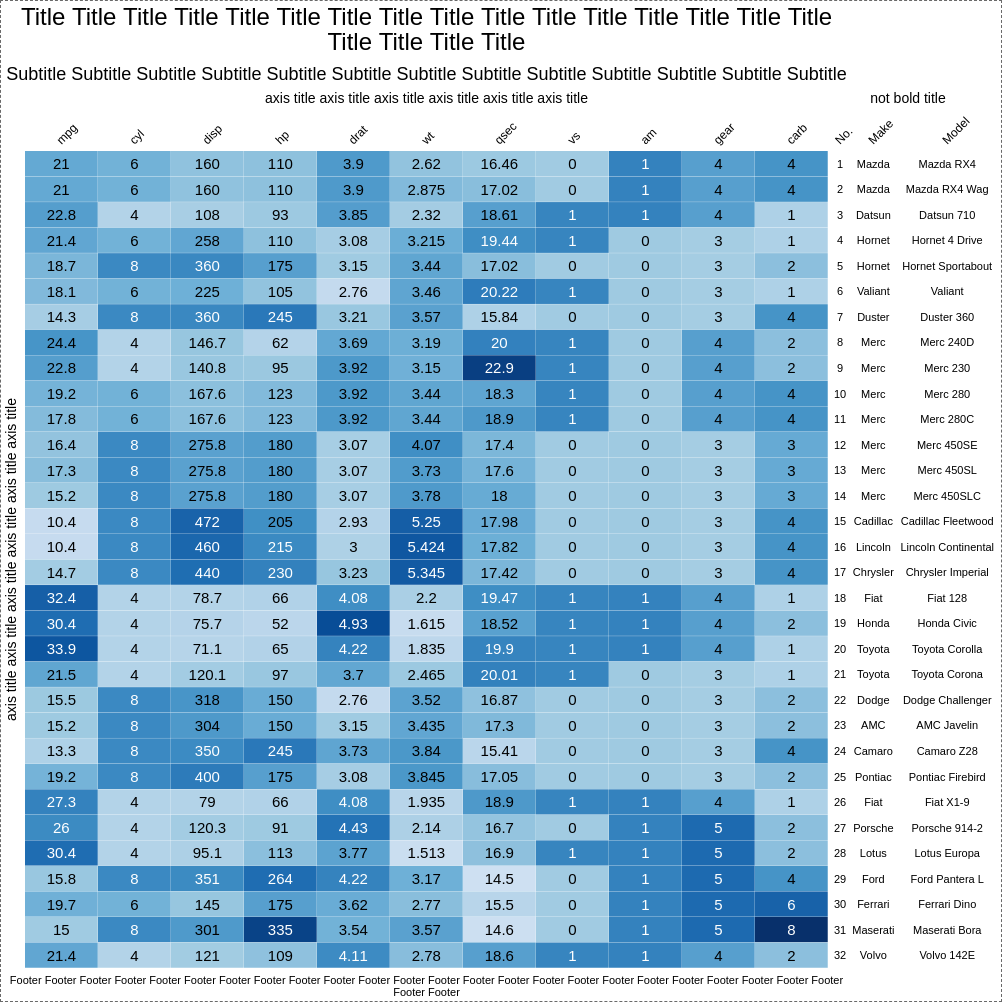 Title Title Title Title Title Title Title Title Title Title Title Title Title Title Title Title
Title Title Title Title
Subtitle Subtitle Subtitle Subtitle Subtitle Subtitle Subtitle Subtitle Subtitle Subtitle Subtitle Subtitle Subtitle
axis title axis title axis title axis title axis title axis title not bold title
mpg cyl disp hp drat wt qsec vs am gear carb No. Make Model
21 6 160 110 3.9 2.62 16.46 0 1 4 4 1 Mazda Mazda RX4
21 6 160 110 3.9 2.875 17.02 0 1 4 4 2 Mazda Mazda RX4 Wag
22.8 4 108 93 3.85 2.32 18.61 1 1 4 1 3 Datsun Datsun 710
21.4 6 258 110 3.08 3.215 19.44 1 0 3 1 4 Hornet Hornet 4 Drive
18.7 8 360 175 3.15 3.44 17.02 0 0 3 2 5 Hornet Hornet Sportabout
18.1 6 225 105 2.76 3.46 20.22 1 0 3 1 6 Valiant Valiant
14.3 8 360 245 3.21 3.57 15.84 0 0 3 4 7 Duster Duster 360
24.4 4 146.7 62 3.69 3.19 20 1 0 4 2 8 Merc Merc 240D
22.8 4 140.8 95 3.92 3.15 22.9 1 0 4 2 9 Merc Merc 230
19.2 6 167.6 123 3.92 3.44 18.3 1 0 4 4 10 Merc Merc 280
17.8 6 167.6 123 3.92 3.44 18.9 1 0 4 4 11 Merc Merc 280C
16.4 8 275.8 180 3.07 4.07 17.4 0 0 3 3 12 Merc Merc 450SE
17.3 8 275.8 180 3.07 3.73 17.6 0 0 3 3 13 Merc Merc 450SL
15.2 8 275.8 180 3.07 3.78 18 0 0 3 3 14 Merc Merc 450SLC
10.4 8 472 205 2.93 5.25 17.98 0 0 3 4 15 Cadillac Cadillac Fleetwood
10.4 8 460 215 3 5.424 17.82 0 0 3 4 16 Lincoln Lincoln Continental
14.7 8 440 230 3.23 5.345 17.42 0 0 3 4 17 Chrysler Chrysler Imperial
32.4 4 78.7 66 4.08 2.2 19.47 1 1 4 1 18 Fiat Fiat 128
30.4 4 75.7 52 4.93 1.615 18.52 1 1 4 2 19 Honda Honda Civic
33.9 4 71.1 65 4.22 1.835 19.9 1 1 4 1 20 Toyota Toyota Corolla
21.5 4 120.1 97 3.7 2.465 20.01 1 0 3 1 21 Toyota Toyota Corona
15.5 8 318 150 2.76 3.52 16.87 0 0 3 2 22 Dodge Dodge Challenger
15.2 8 304 150 3.15 3.435 17.3 0 0 3 2 23 AMC AMC Javelin
13.3 8 350 245 3.73 3.84 15.41 0 0 3 4 24 Camaro Camaro Z28
19.2 8 400 175 3.08 3.845 17.05 0 0 3 2 25 Pontiac Pontiac Firebird
27.3 4 79 66 4.08 1.935 18.9 1 1 4 1 26 Fiat Fiat X1-9
26 4 120.3 91 4.43 2.14 16.7 0 1 5 2 27 Porsche Porsche 914-2
30.4 4 95.1 113 3.77 1.513 16.9 1 1 5 2 28 Lotus Lotus Europa
15.8 8 351 264 4.22 3.17 14.5 0 1 5 4 29 Ford Ford Pantera L
19.7 6 145 175 3.62 2.77 15.5 0 1 5 6 30 Ferrari Ferrari Dino
15 8 301 335 3.54 3.57 14.6 0 1 5 8 31 Maserati Maserati Bora
21.4 4 121 109 4.11 2.78 18.6 1 1 4 2 32 Volvo Volvo 142E
axis title axis title axis title axis title axis title axis title
Footer Footer Footer Footer Footer Footer Footer Footer Footer Footer Footer Footer Footer Footer Footer Footer Footer Footer Footer Footer Footer Footer Footer Footer
Footer Footer